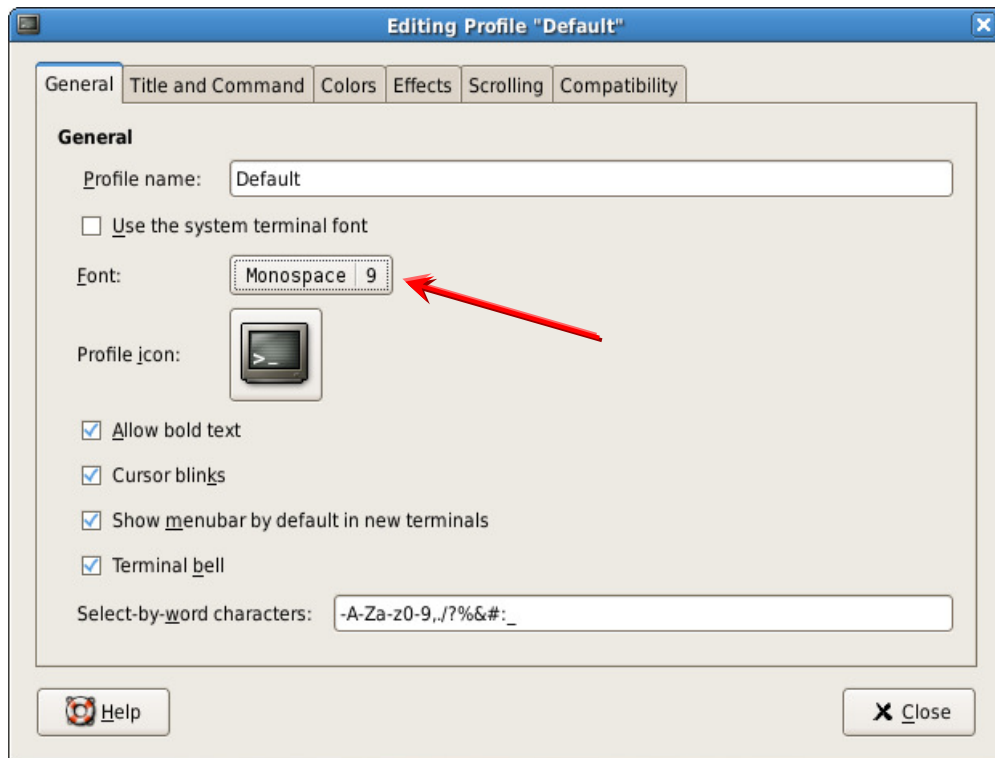 Editing Profile "Default"
General Title and Command Colors Effects Scrolling Compatibility
General
Profile name: Default
Use the system terminal font
Font: Monospace 9
Profile icon: >_
Allow bold text
Cursor blinks
Show menubar by default in new terminals
Terminal bell
Select-by-word characters: -A-Za-z0-9,./?%&#:_
Help Close